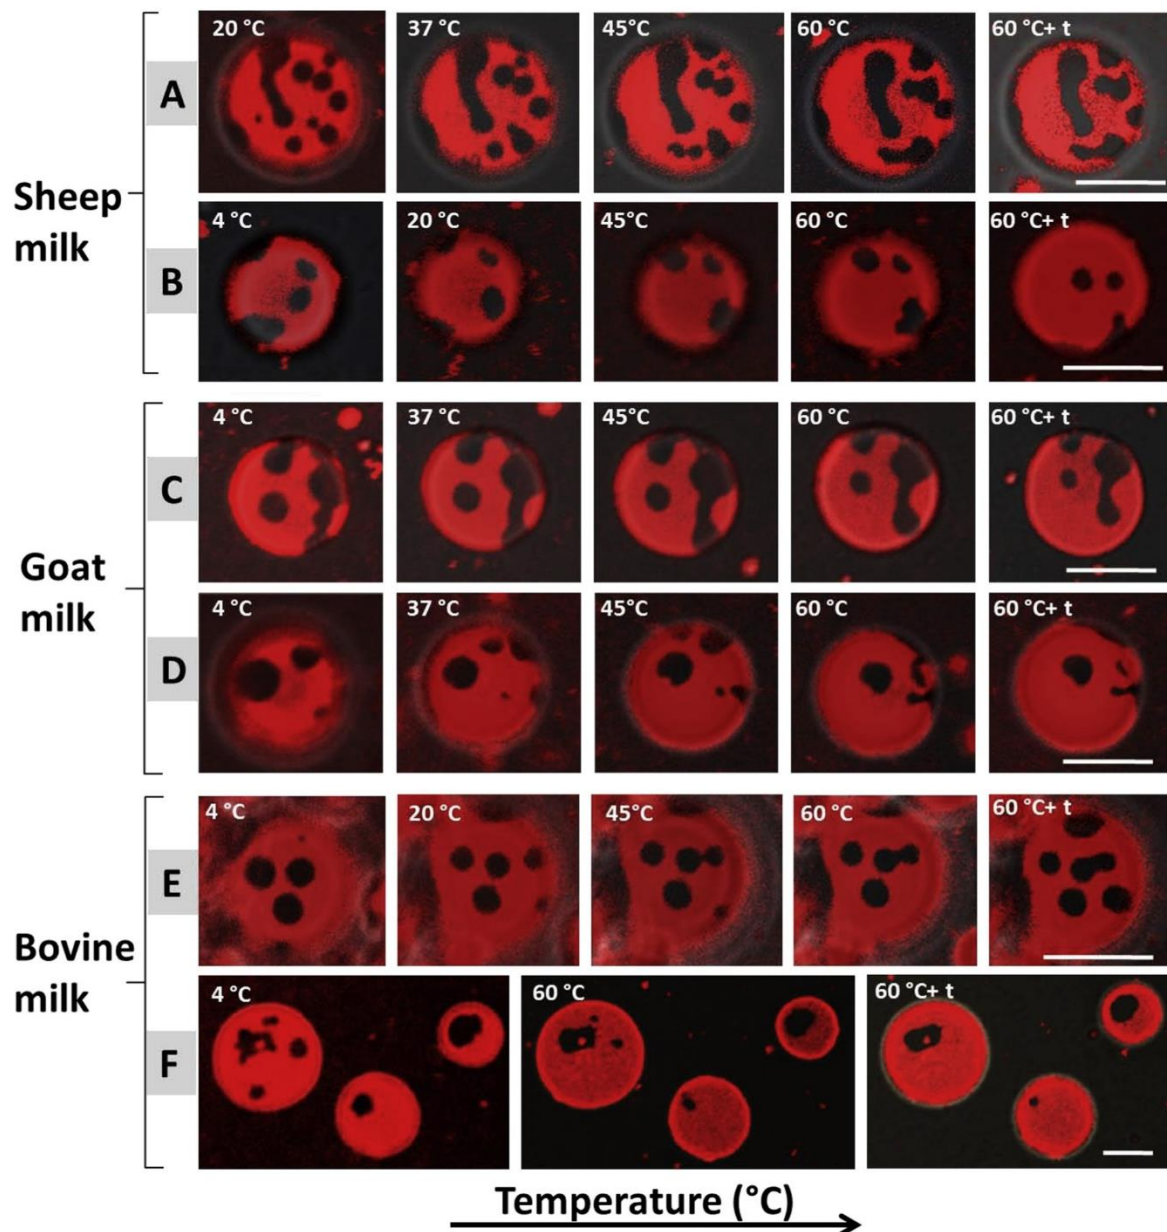 20 °C 37 °C 45°C 60 °C 60 °C+ t
A
Sheep
milk
4 °C 20 °C 45°C 60 °C 60 °C+ t
B
4 °C 37 °C 45°C 60 °C 60 °C+ t
C
Goat
milk
4 °C 37 °C 45°C 60 °C 60 °C+ t
D
4 °C 20 °C 45°C 60 °C 60 °C+ t
E
Bovine
milk
4 °C 60 °C 60 °C+ t
F
Temperature (°C)